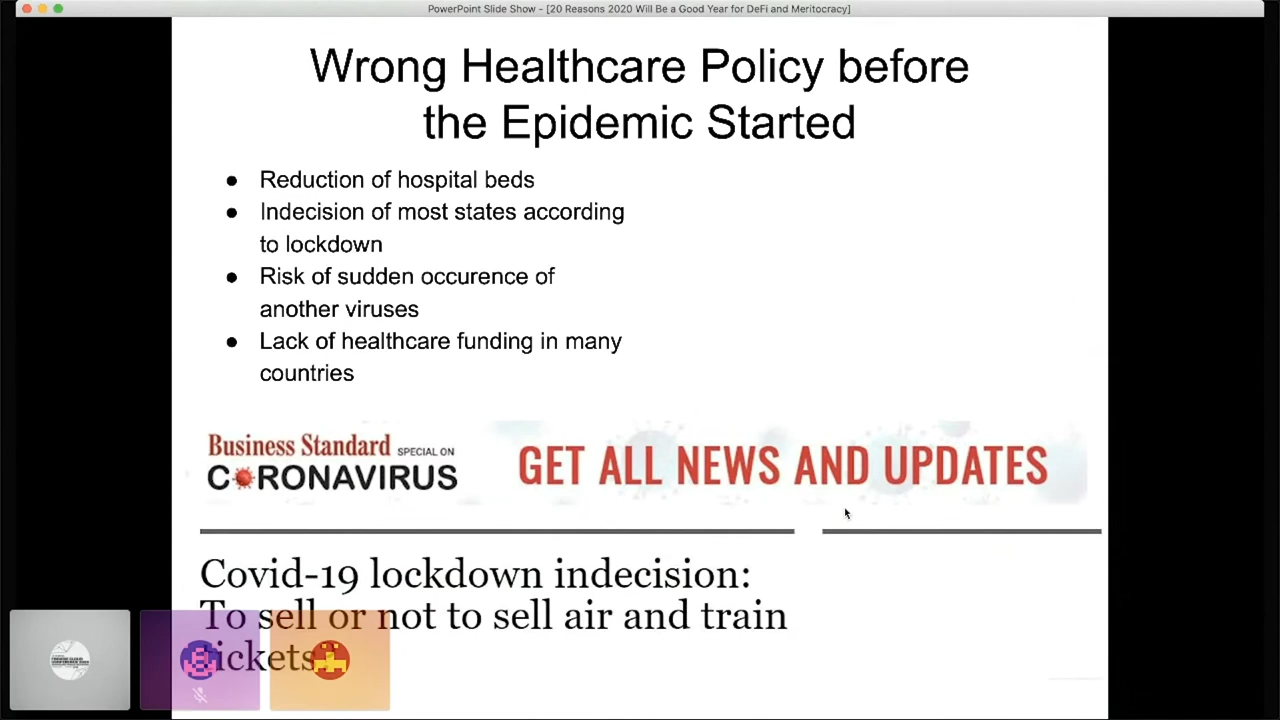 PowerPoint Slide Show - [20 Reasons 2020 Will Be a Good Year for DeFi and Meritocracy]
Wrong Healthcare Policy before
the Epidemic Started
● Reduction of hospital beds
● Indecision of most states according
to lockdown
● Risk of sudden occurence of
another viruses
● Lack of healthcare funding in many
countries
Business Standard SPECIAL ON
CORONAVIRUS
GET ALL NEWS AND UPDATES
Covid-19 lockdown indecision:
To sell or not to sell air and train
tickets